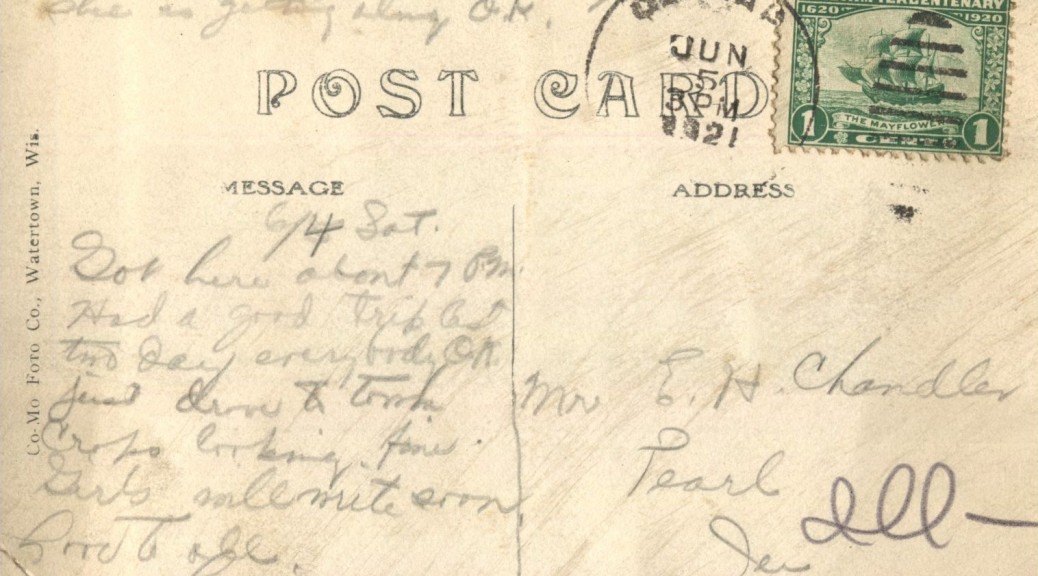 she is getting along O.K.
POST CARD
JUN
5
3 PM
1921
TERCENTENARY
1620 1920
THE MAYFLOWER
1 CENT 1
MESSAGE
ADDRESS
6/4 Sat.
Got here about 7 P.M.
Had a good trip last
two day everybody O.K.
just drove to town
Crops looking fine
Girls will write soon
Love to all.
Mr E. H. Chandler
Pearl
Ill
Co-Mo Foto Co., Watertown, Wis.